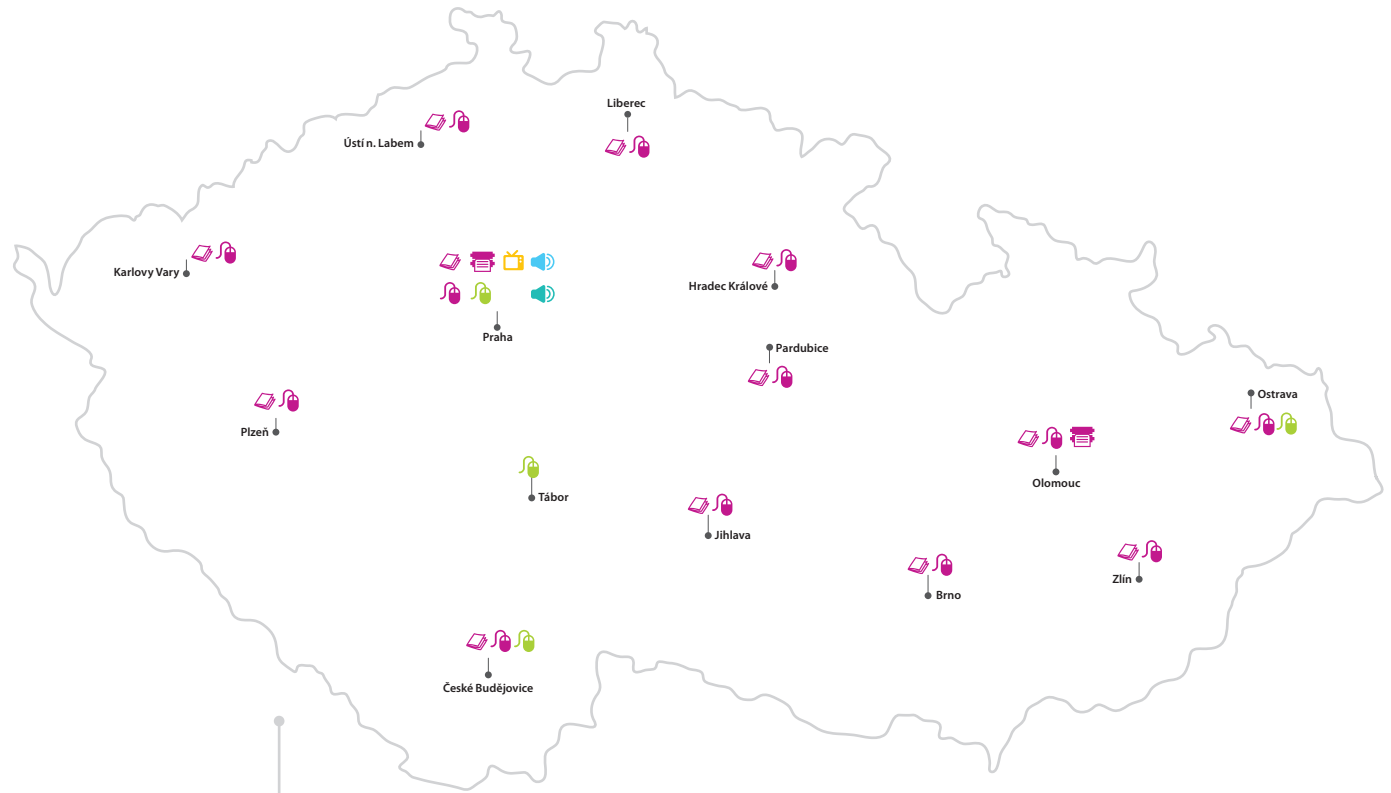 Liberec
Ústí n. Labem
Karlovy Vary
Hradec Králové
Praha
Pardubice
Ostrava
Plzeň
Olomouc
Tábor
Jihlava
Zlín
Brno
České Budějovice